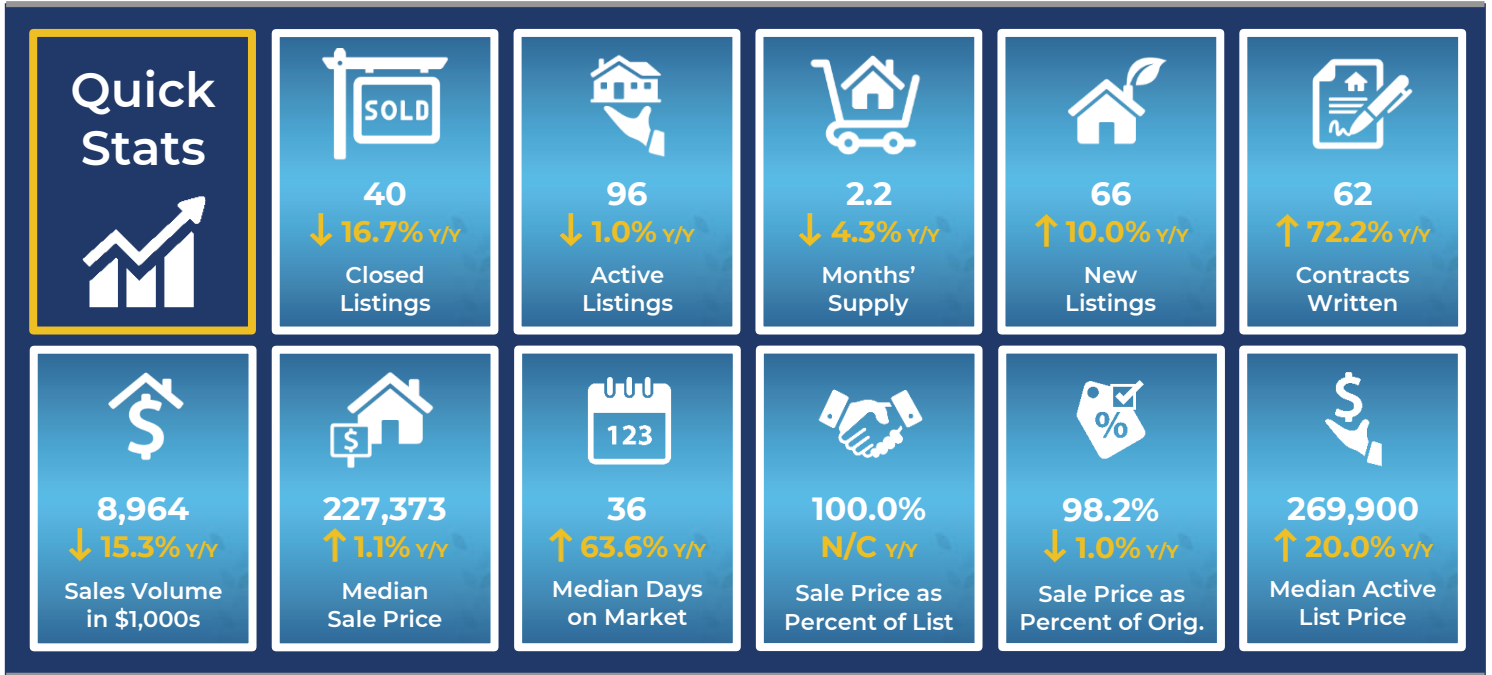 Quick
Stats
SOLD
40
↓ 16.7% Y/Y
Closed
Listings
96
↓ 1.0% Y/Y
Active
Listings
2.2
↓ 4.3% Y/Y
Months’
Supply
66
↑ 10.0% Y/Y
New
Listings
62
↑ 72.2% Y/Y
Contracts
Written
$
8,964
↓ 15.3% Y/Y
Sales Volume
in $1,000s
$
227,373
↑ 1.1% Y/Y
Median
Sale Price
123
36
↑ 63.6% Y/Y
Median Days
on Market
100.0%
N/C Y/Y
Sale Price as
Percent of List
%
98.2%
↓ 1.0% Y/Y
Sale Price as
Percent of Orig.
$
269,900
↑ 20.0% Y/Y
Median Active
List Price